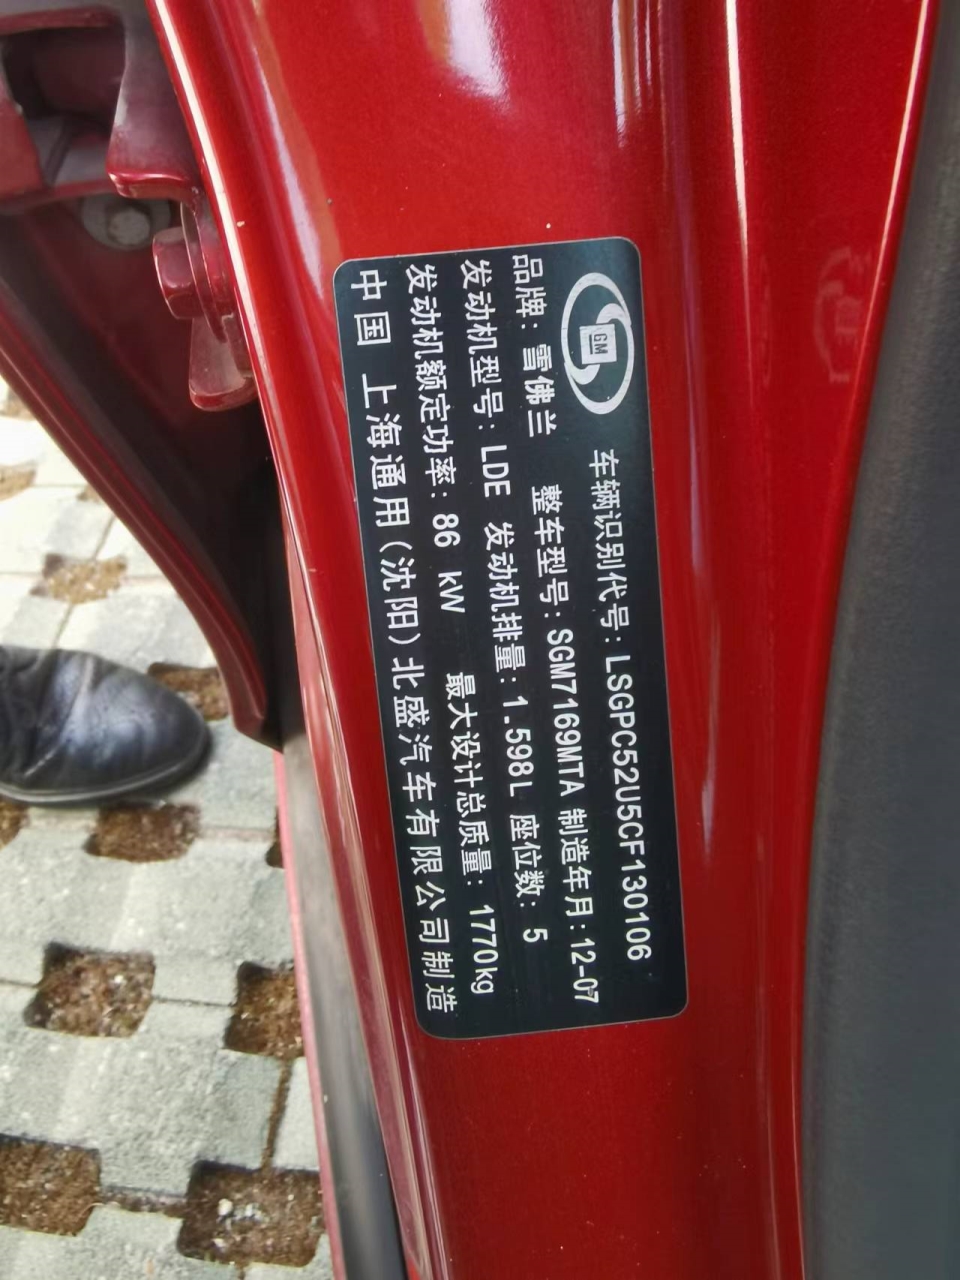 GM
车辆识别代号: LSGPC52U5CF130106
品牌: 雪佛兰 整车型号: SGM7169MTA 制造年月: 12-07
发动机型号: LDE 发动机排量: 1.598L 座位数: 5
发动机额定功率: 86 kW 最大设计总质量: 1770kg
中国 上海通用(沈阳)北盛汽车有限公司制造